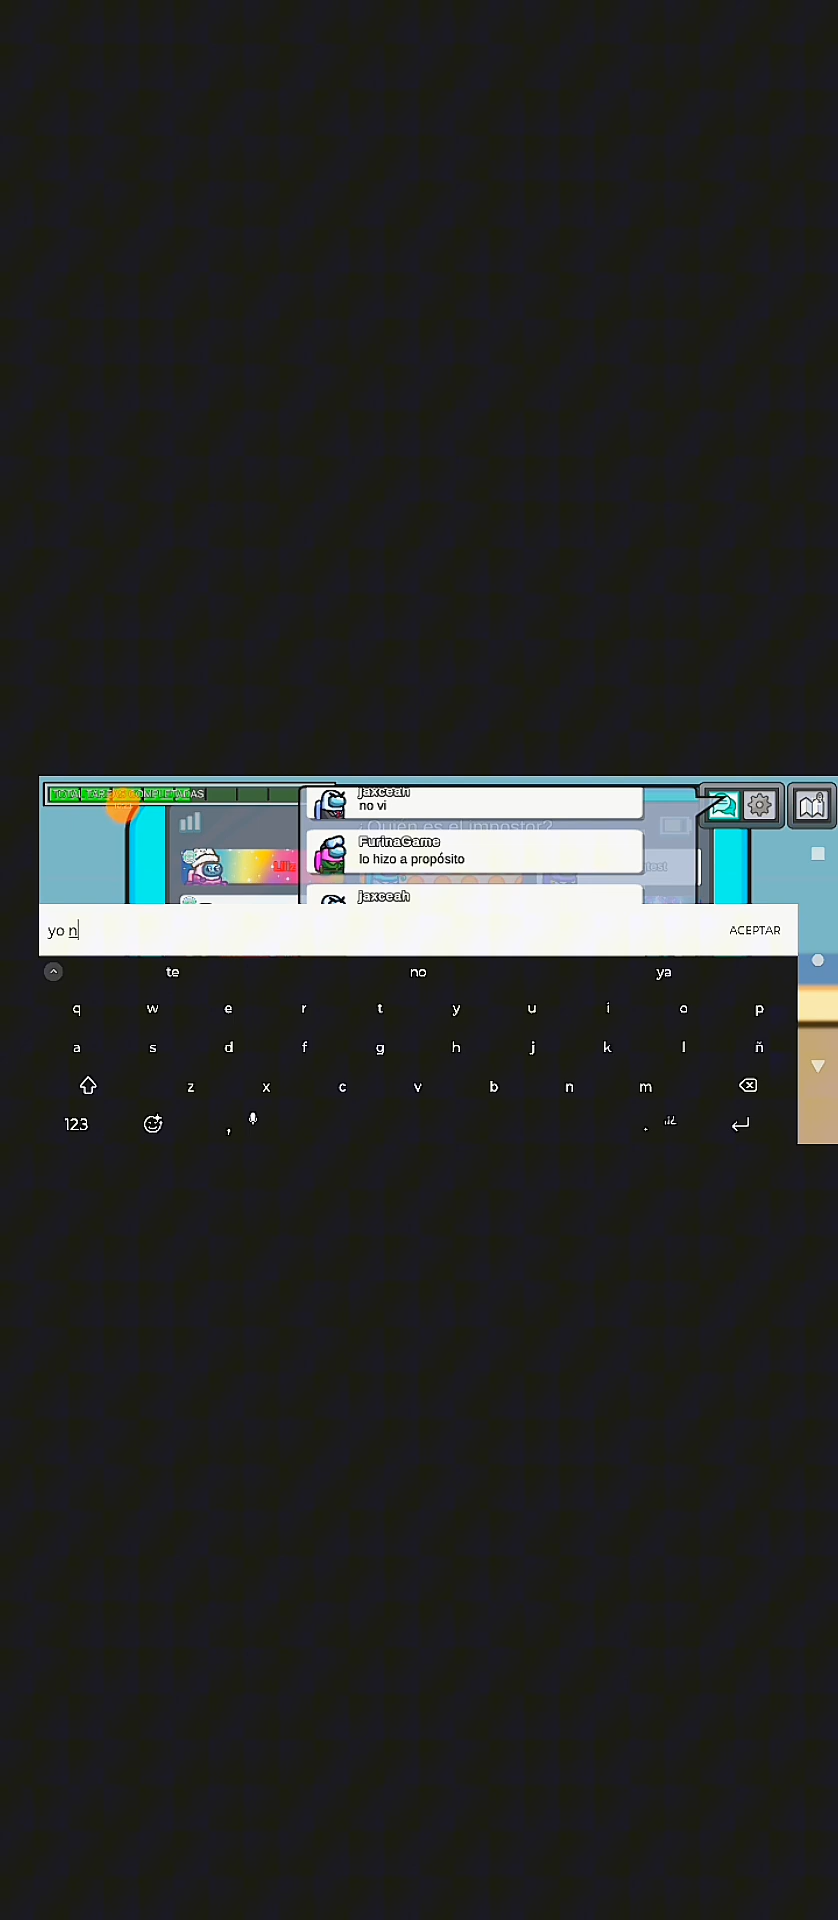 TOTAL TAREAS COMPLETADAS
jaxceah
no vi
¿Quién es el impostor?
FurinaGame
lo hizo a propósito
Lliz
jaxceah
yo n
ACEPTAR
te no ya
q w e r t y u i o p
a s d f g h j k l ñ
z x c v b n m
123 , .